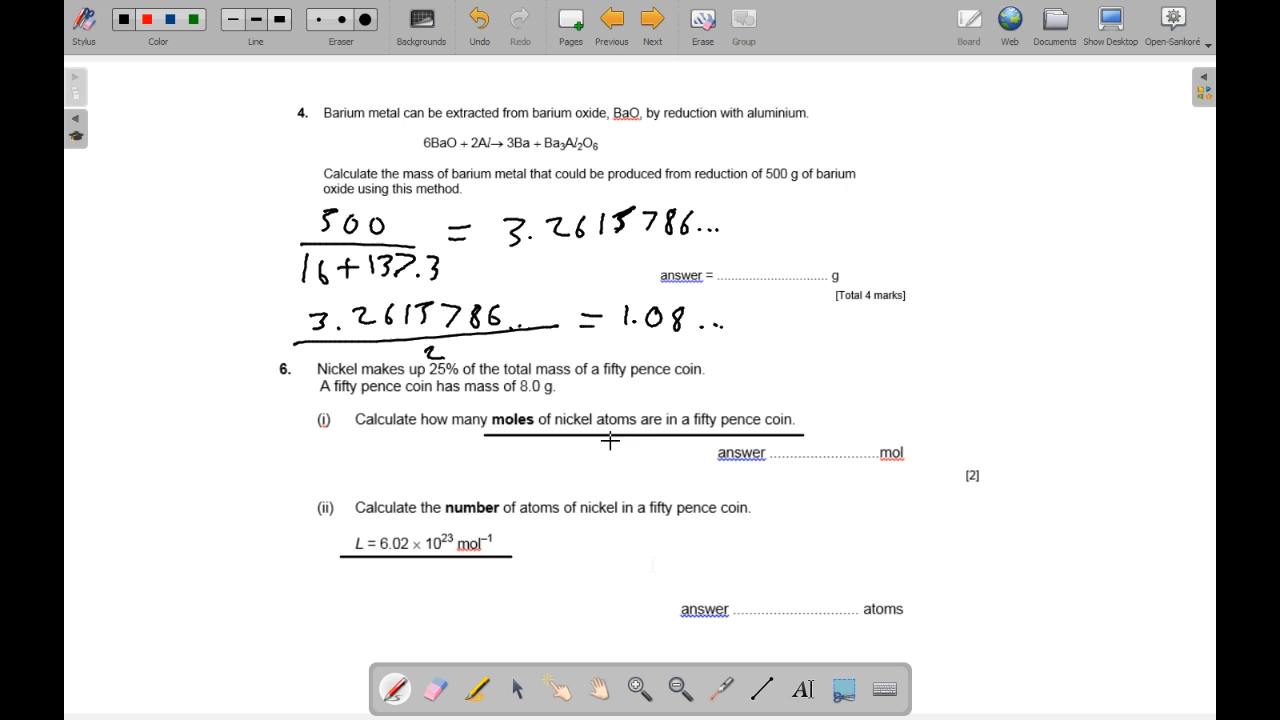 Stylus Color Line Eraser Backgrounds Undo Redo Pages Previous Next Erase Group Board Web Documents Show Desktop Open-Sankoré
4. Barium metal can be extracted from barium oxide, BaO, by reduction with aluminium.
6BaO + 2Al → 3Ba + Ba₃Al₂O₆
Calculate the mass of barium metal that could be produced from reduction of 500 g of barium
oxide using this method.
500
= 3.2615786...
16+137.3
answer = ............................ g
[Total 4 marks]
3.2615786... = 1.08...
2
6. Nickel makes up 25% of the total mass of a fifty pence coin.
A fifty pence coin has mass of 8.0 g.
(i) Calculate how many moles of nickel atoms are in a fifty pence coin.
answer ...........................mol
[2]
(ii) Calculate the number of atoms of nickel in a fifty pence coin.
L = 6.02 × 10²³ mol⁻¹
answer ............................... atoms
AI